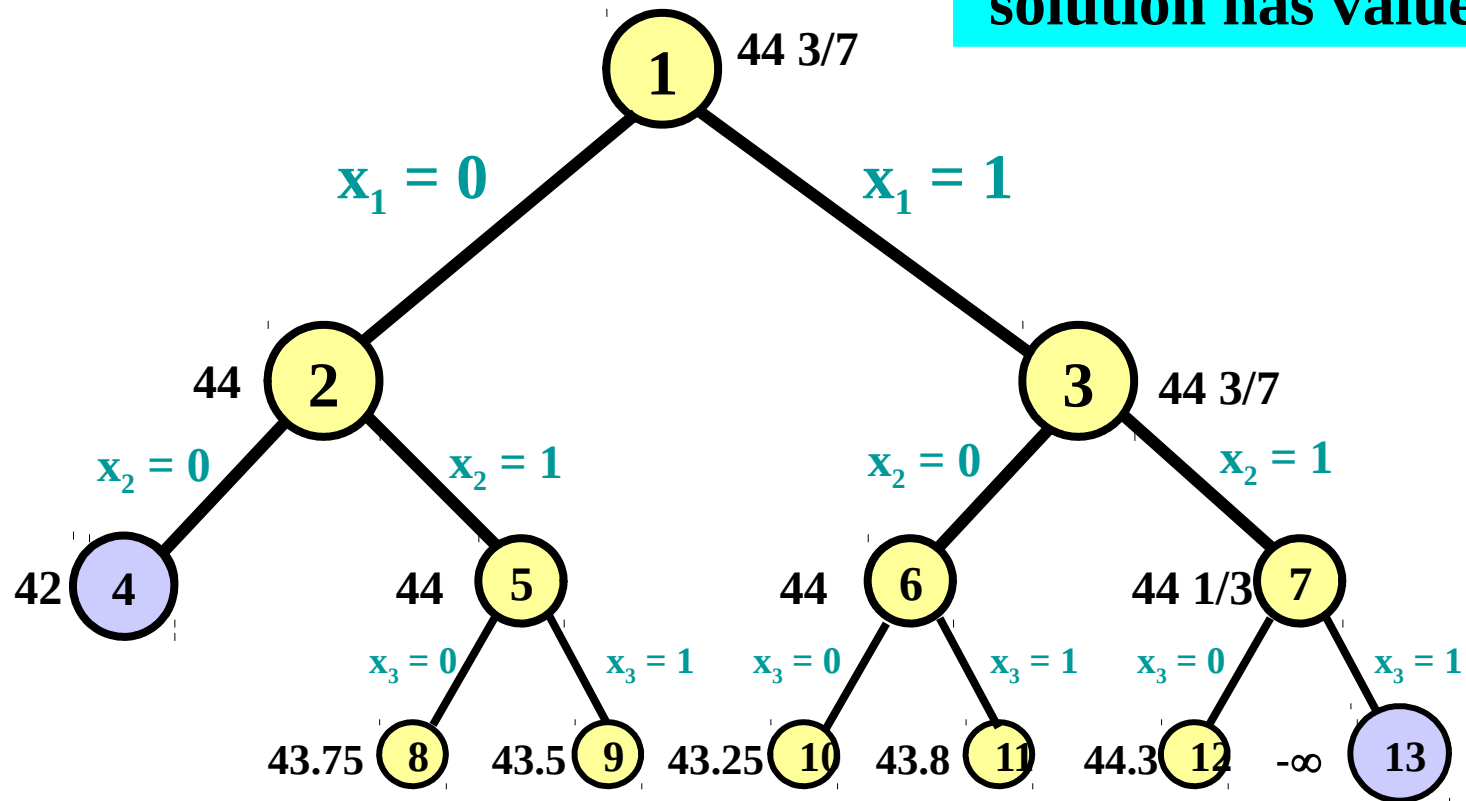 solution has value
1 44 3/7
x1 = 0 x1 = 1
44 2 3 44 3/7
x2 = 0 x2 = 1 x2 = 0 x2 = 1
42 4 44 5 44 6 44 1/3 7
x3 = 0 x3 = 1 x3 = 0 x3 = 1 x3 = 0 x3 = 1
43.75 8 43.5 9 43.25 10 43.8 11 44.3 12 -∞ 13